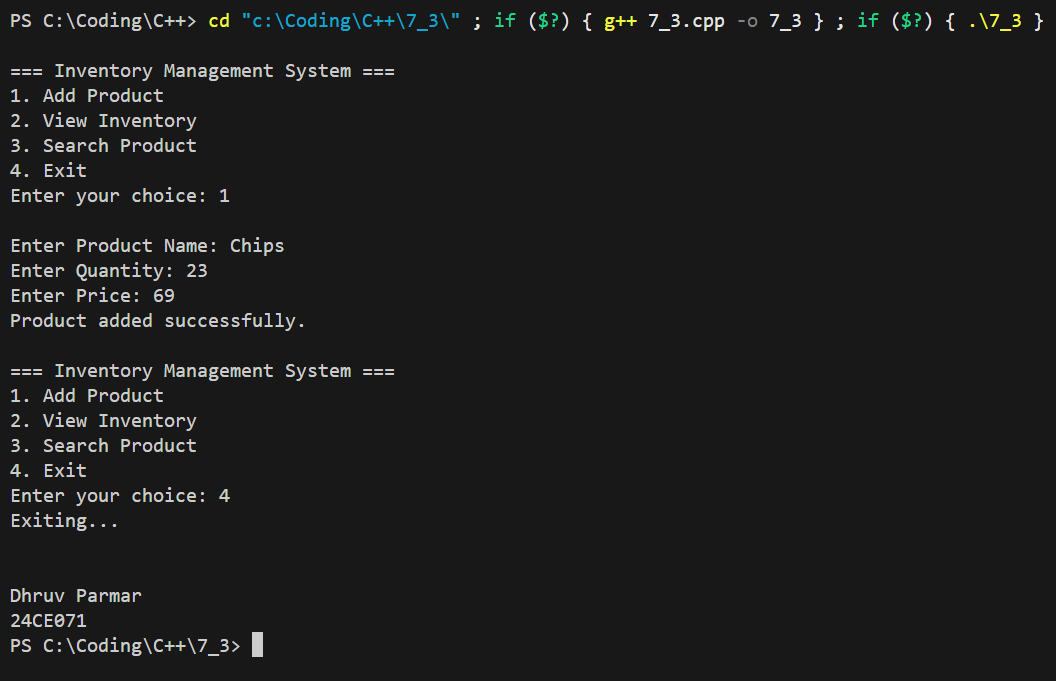 PS C:\Coding\C++> cd "c:\Coding\C++\7_3\" ; if ($?) { g++ 7_3.cpp -o 7_3 } ; if ($?) { .\7_3 }
=== Inventory Management System ===
1. Add Product
2. View Inventory
3. Search Product
4. Exit
Enter your choice: 1
Enter Product Name: Chips
Enter Quantity: 23
Enter Price: 69
Product added successfully.
=== Inventory Management System ===
1. Add Product
2. View Inventory
3. Search Product
4. Exit
Enter your choice: 4
Exiting...
Dhruv Parmar
24CE071
PS C:\Coding\C++\7_3>